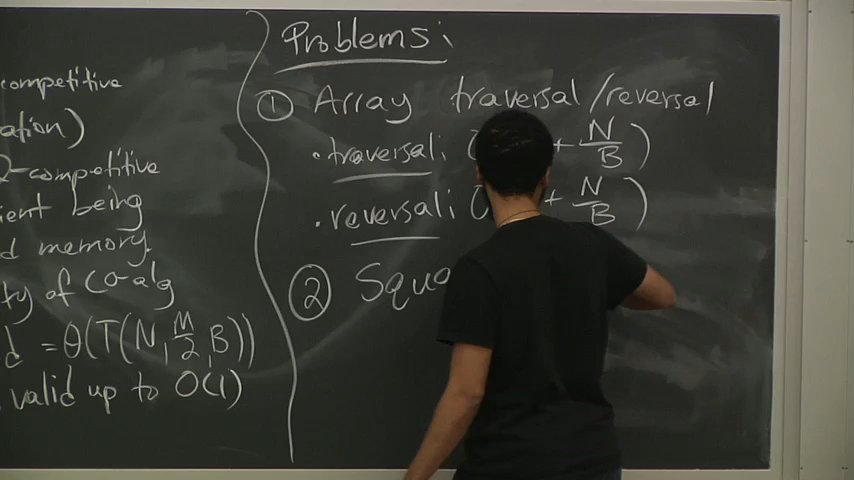 competitive
ation)
2-competitive
ient being
d memory.
ty of CO-alg
d = θ(T(N, M/2, B))
valid up to O(1)
Problems:
① Array traversal/reversal
· traversal: O( + N/B)
· reversal: O( + N/B)
② Squa